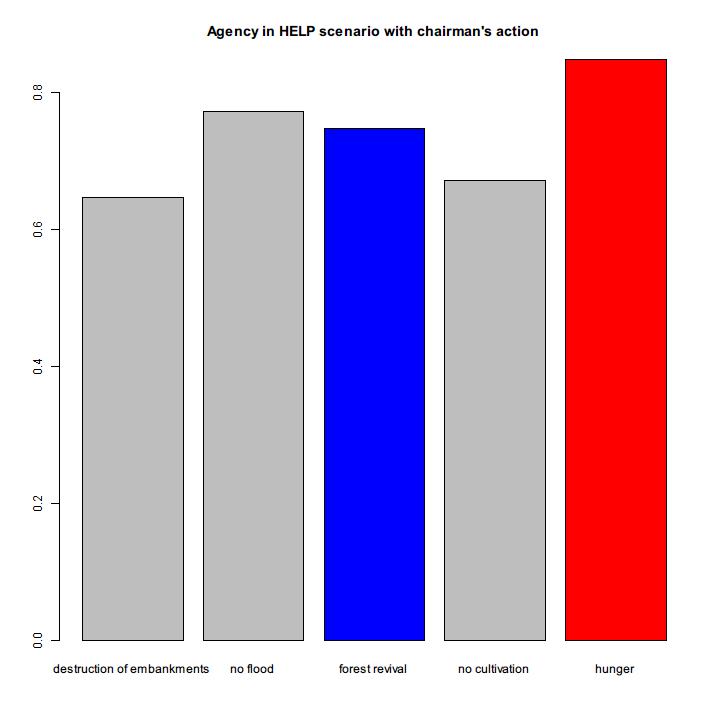 Agency in HELP scenario with chairman's action
0.8
0.6
0.4
0.2
0.0
destruction of embankments no flood forest revival no cultivation hunger